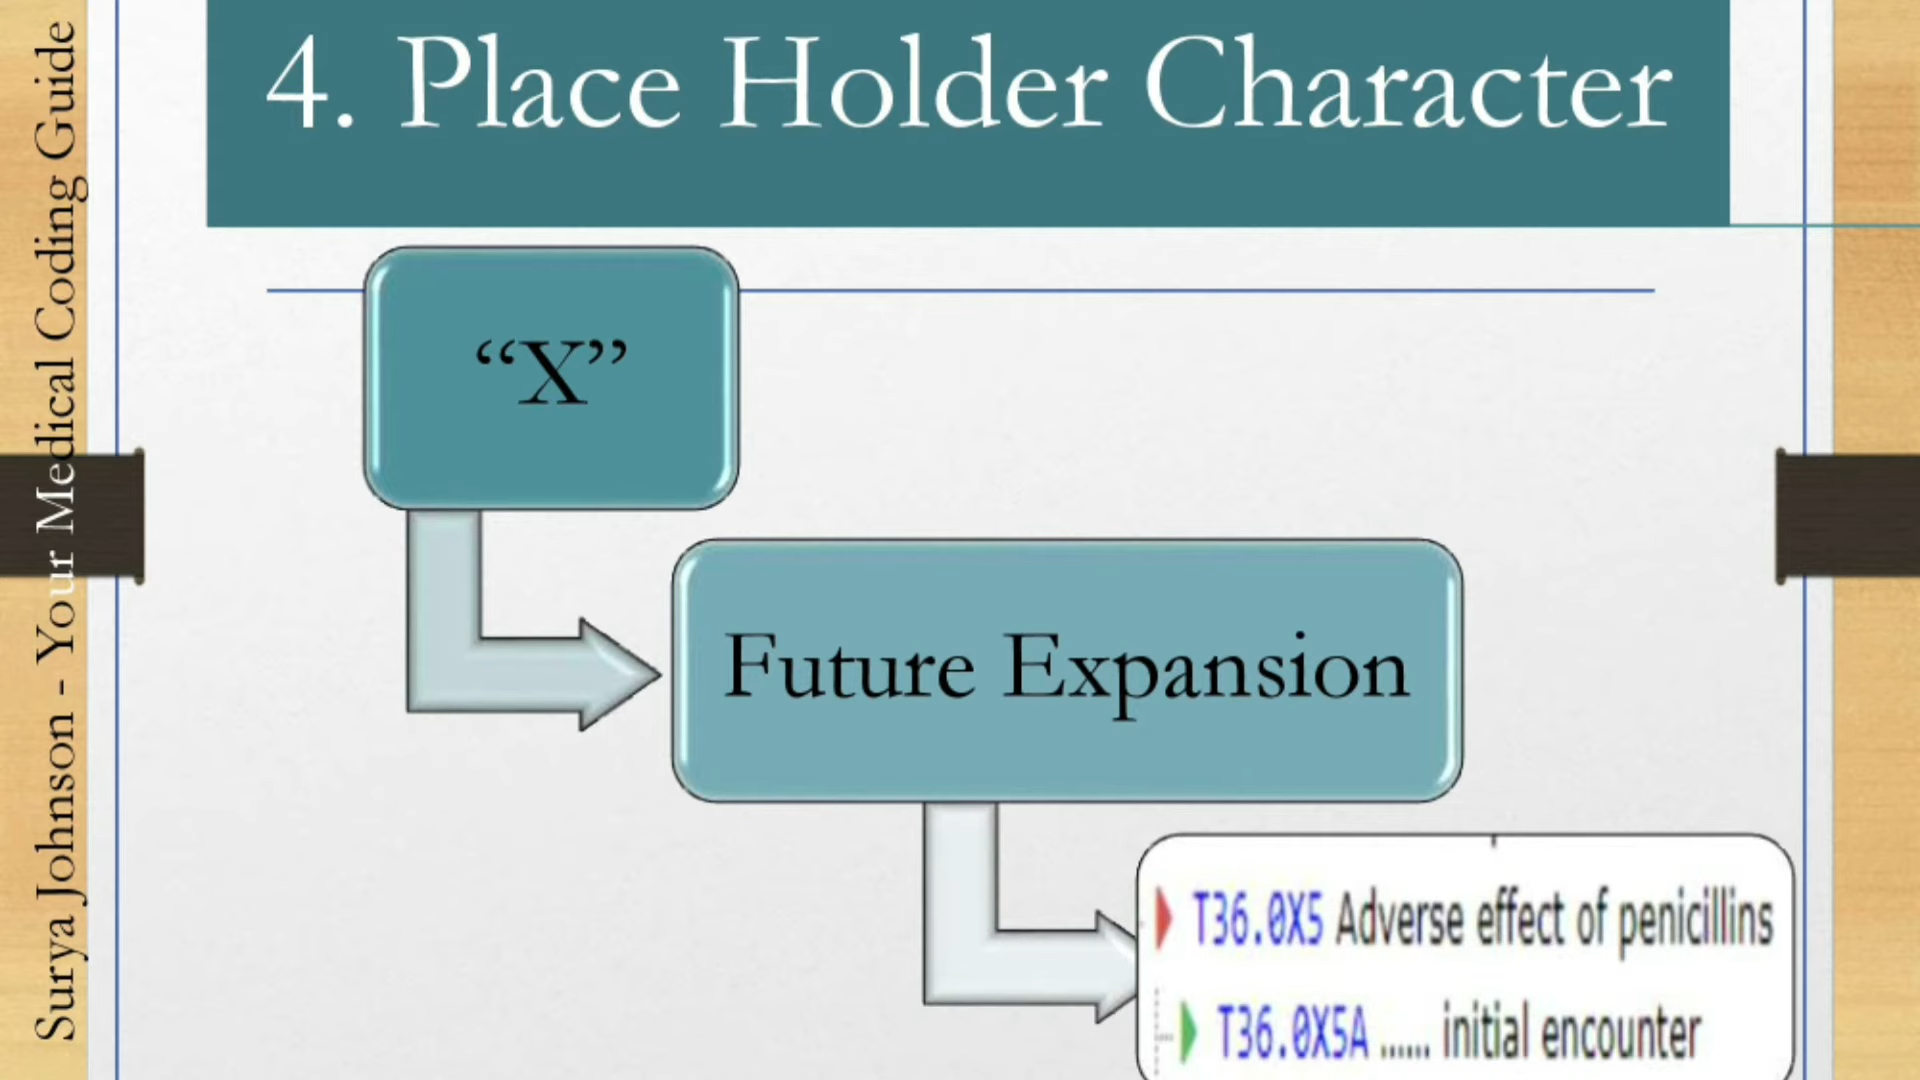 4. Place Holder Character
“X”
Future Expansion
T36.0X5 Adverse effect of penicillins
T36.0X5A ...... initial encounter
Surya Johnson - Your Medical Coding Guide